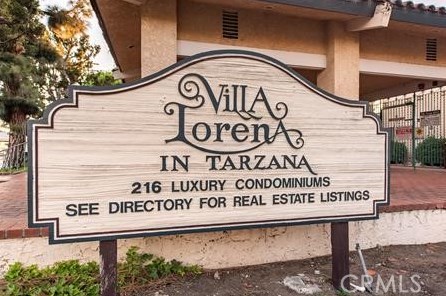 Villa
Lorena
IN TARZANA
216 LUXURY CONDOMINIUMS
SEE DIRECTORY FOR REAL ESTATE LISTINGS
CRMLS